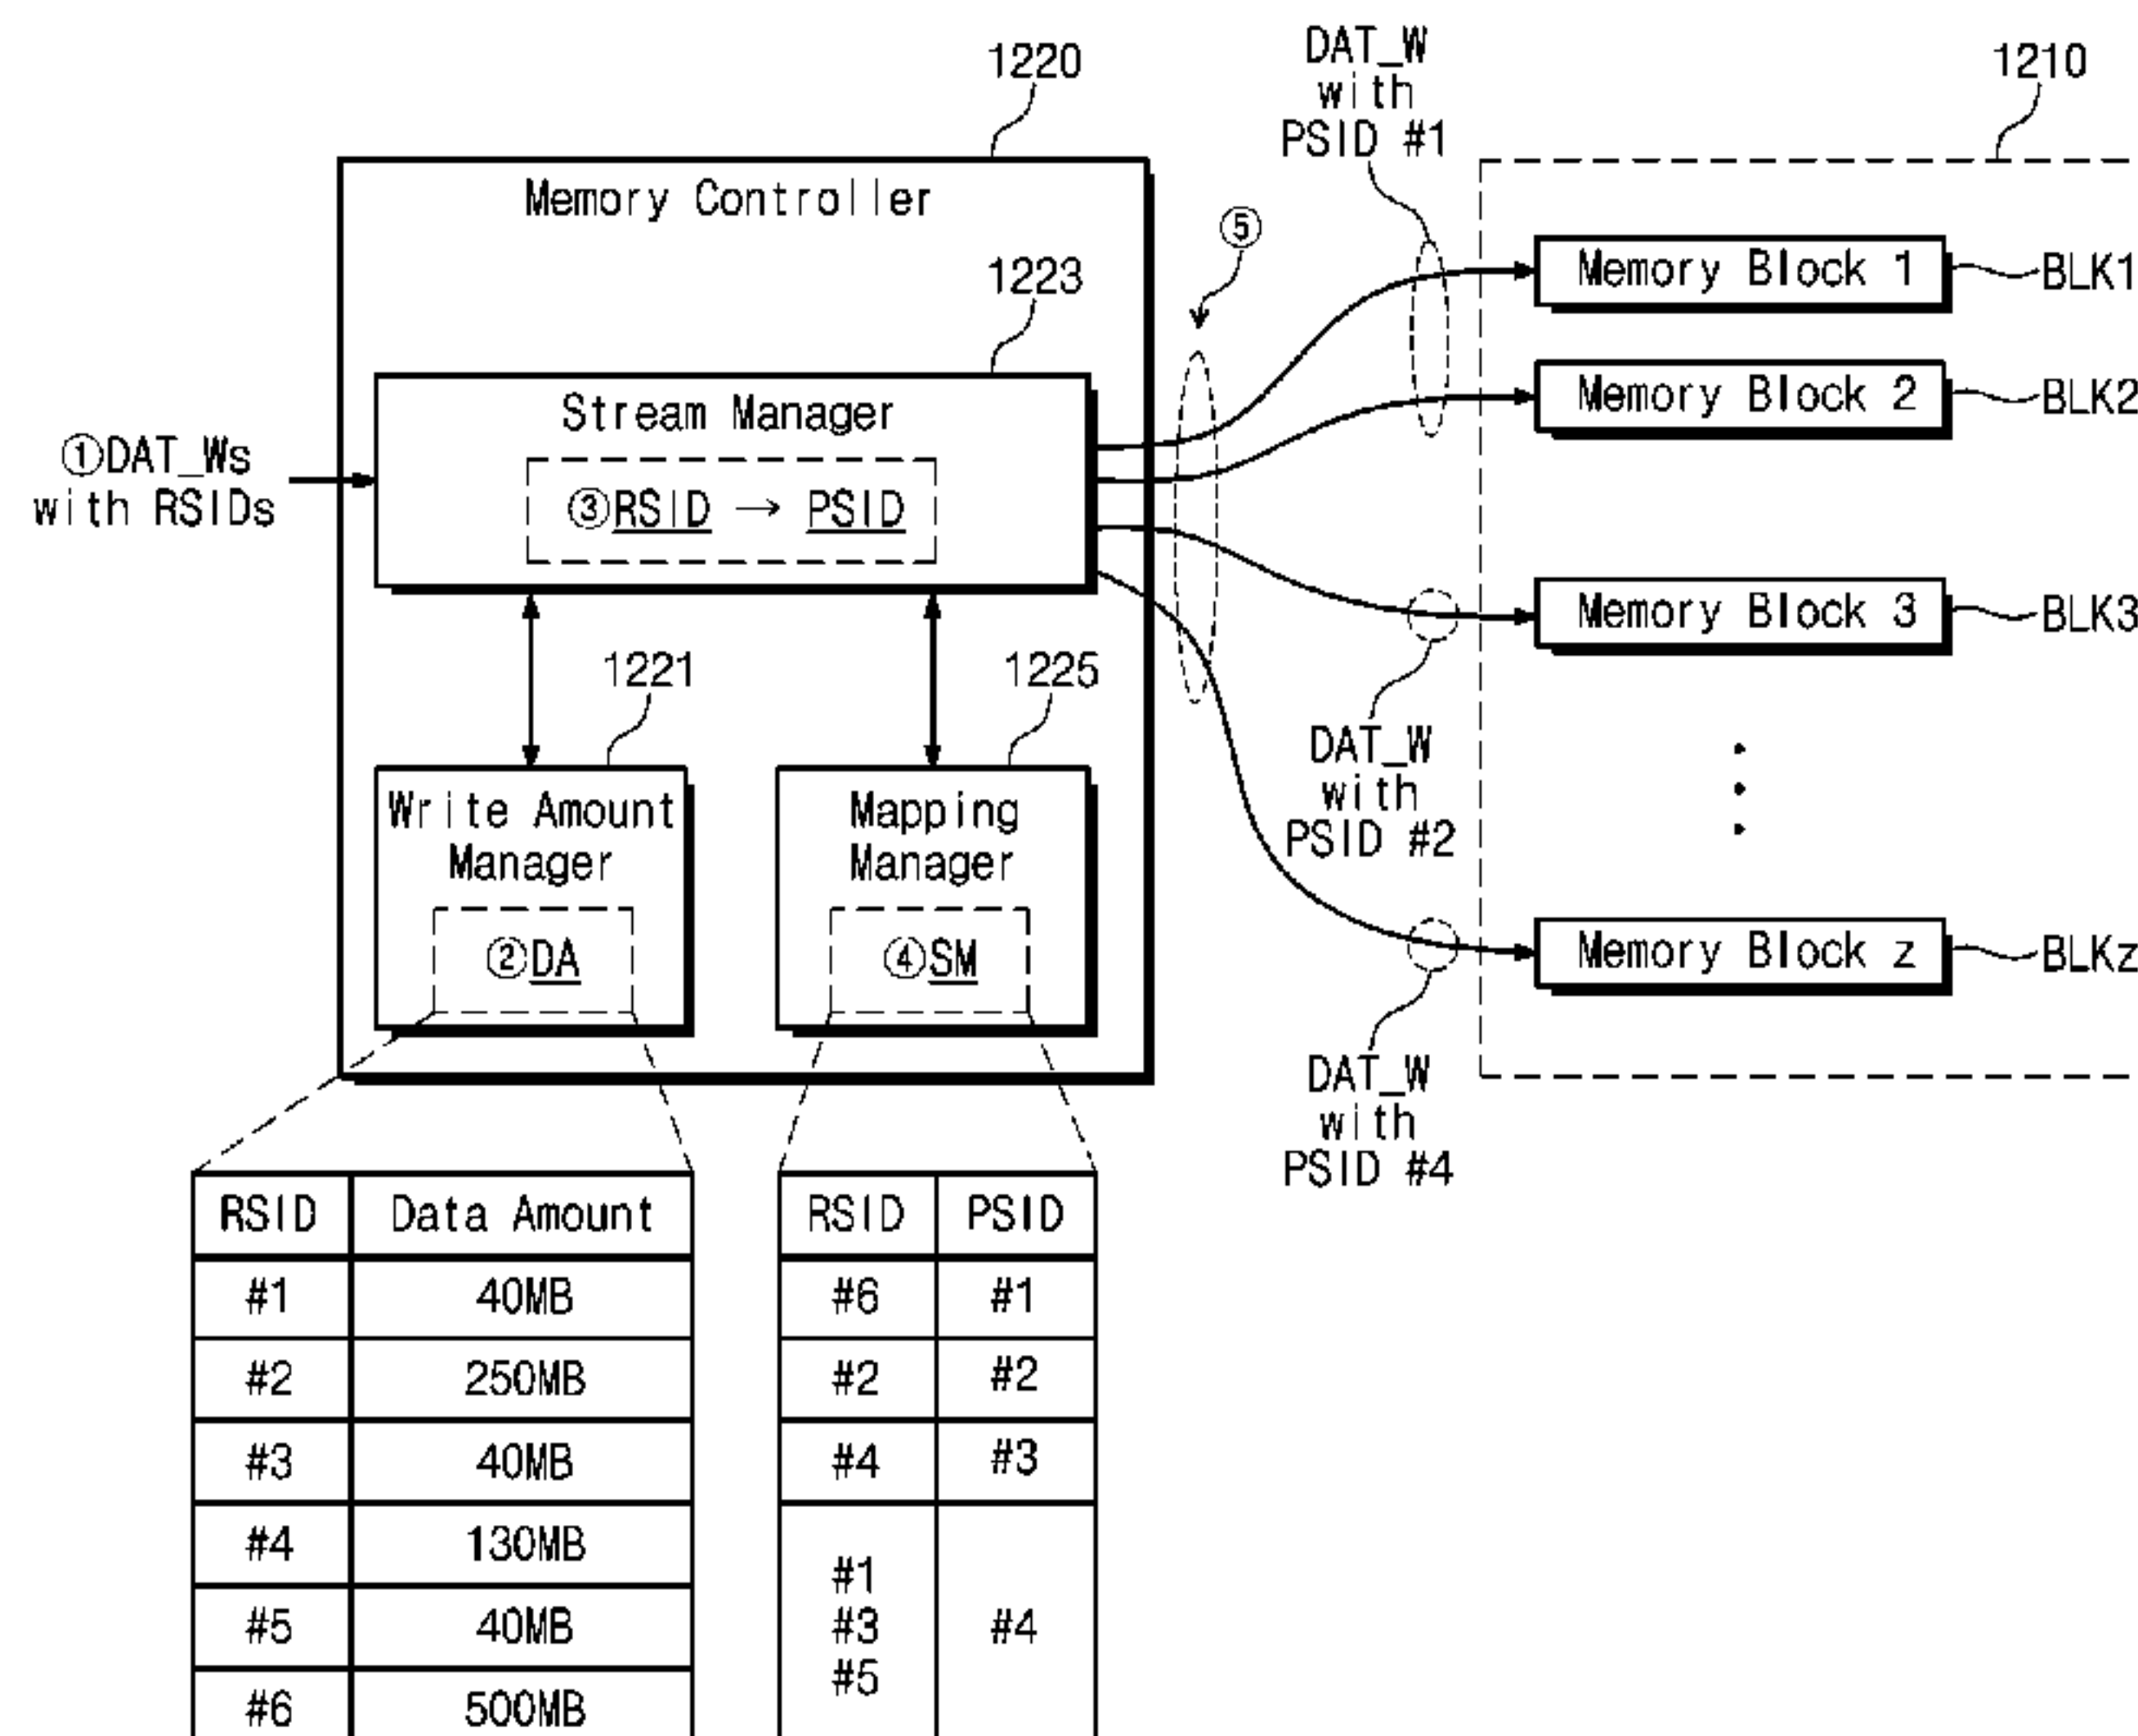 1220
DAT_W
with
PSID #1
1210
Memory Controller
⑤
1223
Memory Block 1
BLK1
Stream Manager
Memory Block 2
BLK2
①DAT_Ws
with RSIDs
③RSID → PSID
Memory Block 3
BLK3
1221
1225
DAT_W
with
PSID #2
Write Amount
Manager
Mapping
Manager
②DA
④SM
Memory Block z
BLKz
DAT_W
with
PSID #4
RSID Data Amount
#1 40MB
#2 250MB
#3 40MB
#4 130MB
#5 40MB
#6 500MB
RSID PSID
#6 #1
#2 #2
#4 #3
#1
#3 #4
#5